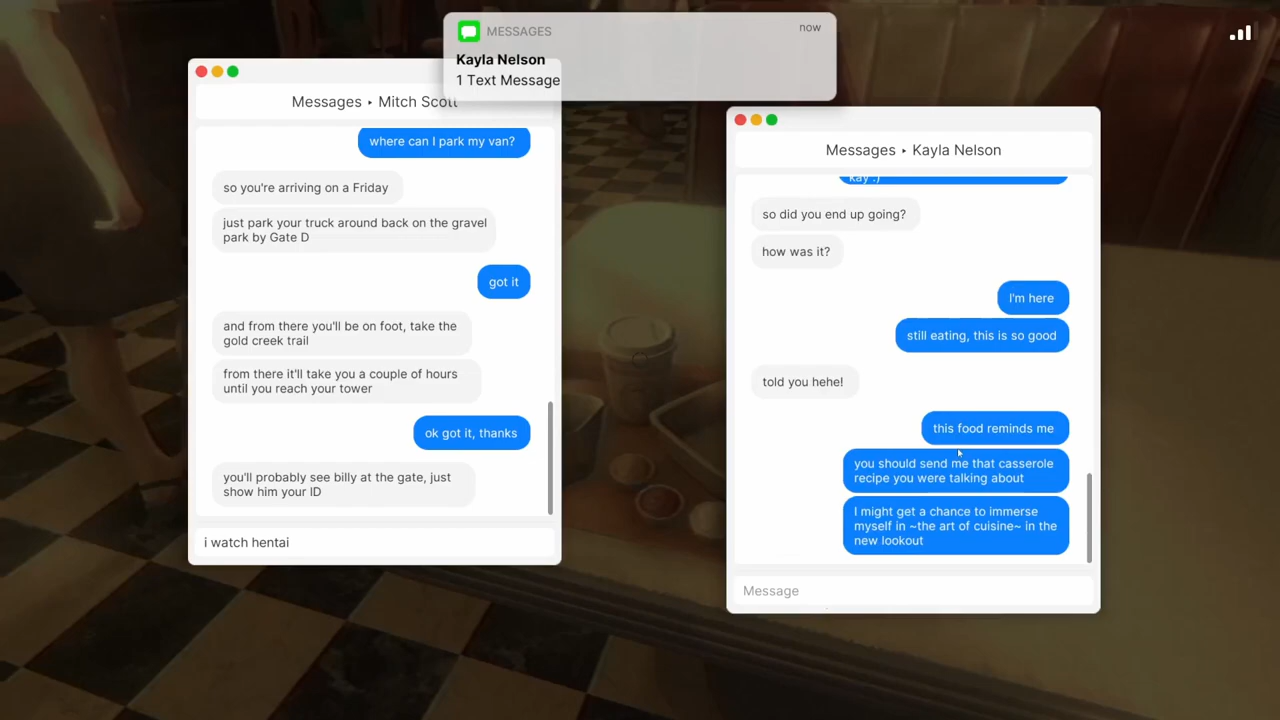 MESSAGES
now
Kayla Nelson
1 Text Message
Messages ‣ Mitch Scott
where can I park my van?
so you're arriving on a Friday
just park your truck around back on the gravel
park by Gate D
got it
and from there you'll be on foot, take the
gold creek trail
from there it'll take you a couple of hours
until you reach your tower
ok got it, thanks
you'll probably see billy at the gate, just
show him your ID
i watch hentai
Messages ‣ Kayla Nelson
kay :)
so did you end up going?
how was it?
I'm here
still eating, this is so good
told you hehe!
this food reminds me
you should send me that casserole
recipe you were talking about
I might get a chance to immerse
myself in ~the art of cuisine~ in the
new lookout
Message